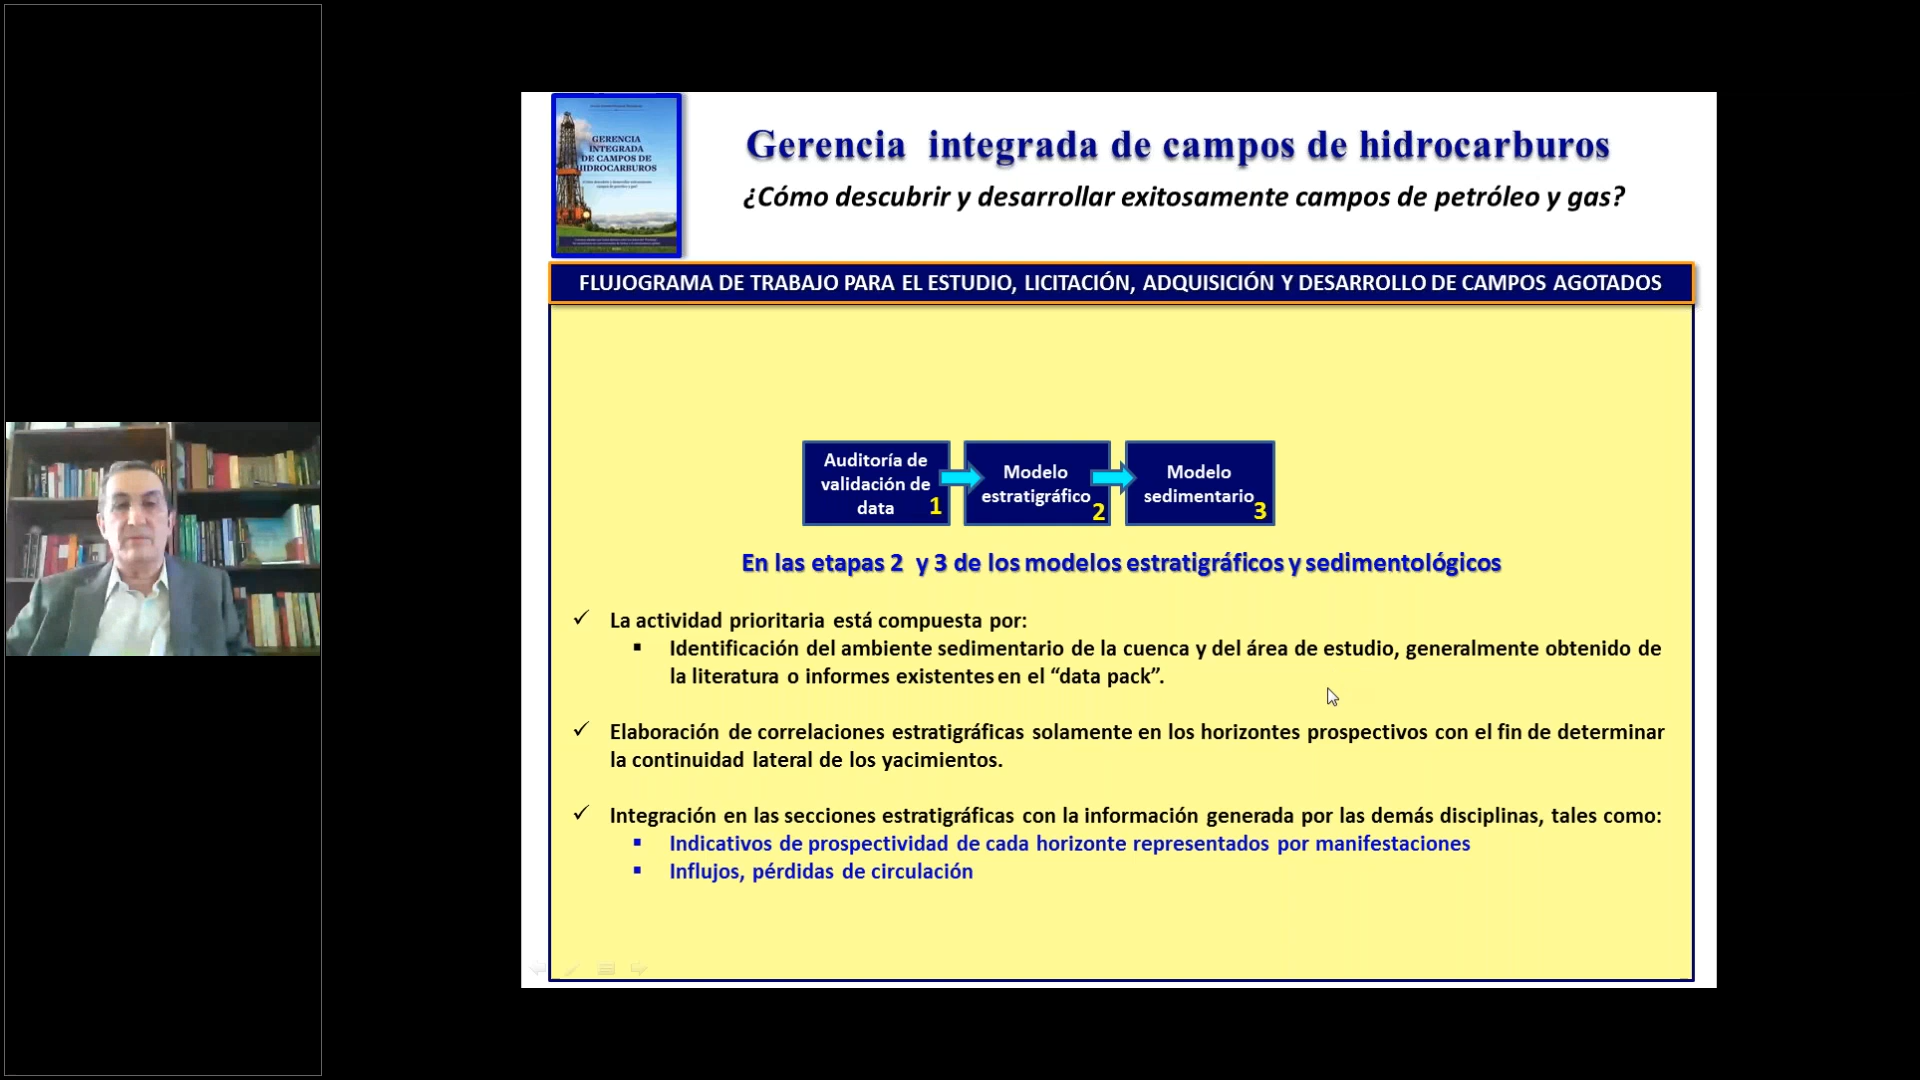 GERENCIA
INTEGRADA
DE CAMPOS DE
HIDROCARBUROS
Gerencia integrada de campos de hidrocarburos
¿Cómo descubrir y desarrollar exitosamente campos de petróleo y gas?
FLUJOGRAMA DE TRABAJO PARA EL ESTUDIO, LICITACIÓN, ADQUISICIÓN Y DESARROLLO DE CAMPOS AGOTADOS
Auditoría de
validación de
data 1
Modelo
estratigráfico
2
Modelo
sedimentario
3
En las etapas 2 y 3 de los modelos estratigráficos y sedimentológicos
✓ La actividad prioritaria está compuesta por:
▪ Identificación del ambiente sedimentario de la cuenca y del área de estudio, generalmente obtenido de
la literatura o informes existentes en el “data pack”.
✓ Elaboración de correlaciones estratigráficas solamente en los horizontes prospectivos con el fin de determinar
la continuidad lateral de los yacimientos.
✓ Integración en las secciones estratigráficas con la información generada por las demás disciplinas, tales como:
▪ Indicativos de prospectividad de cada horizonte representados por manifestaciones
▪ Influjos, pérdidas de circulación